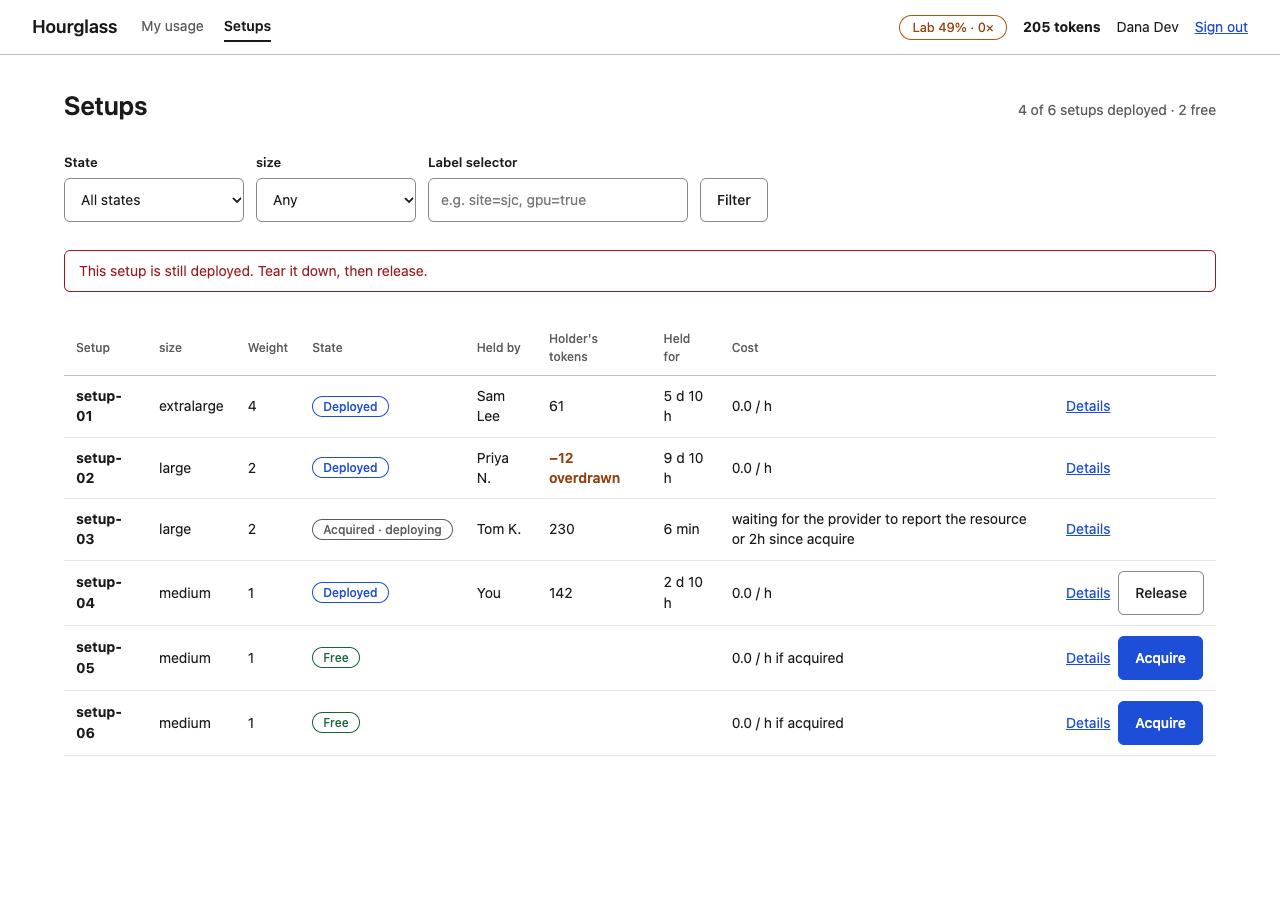 Hourglass My usage Setups Lab 49% · 0× 205 tokens Dana Dev Sign out
Setups 4 of 6 setups deployed · 2 free
State size Label selector
All states Any e.g. site=sjc, gpu=true Filter
This setup is still deployed. Tear it down, then release.
Setup size Weight State Held by Holder's tokens Held for Cost
setup-01 extralarge 4 Deployed Sam Lee 61 5 d 10 h 0.0 / h Details
setup-02 large 2 Deployed Priya N. −12 overdrawn 9 d 10 h 0.0 / h Details
setup-03 large 2 Acquired · deploying Tom K. 230 6 min waiting for the provider to report the resource or 2h since acquire Details
setup-04 medium 1 Deployed You 142 2 d 10 h 0.0 / h Details Release
setup-05 medium 1 Free 0.0 / h if acquired Details Acquire
setup-06 medium 1 Free 0.0 / h if acquired Details Acquire